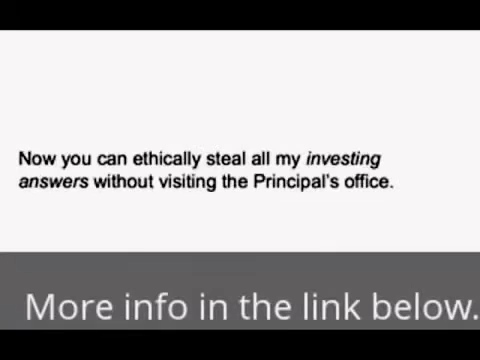 Now you can ethically steal all my investing
answers without visiting the Principal's office.
More info in the link below.